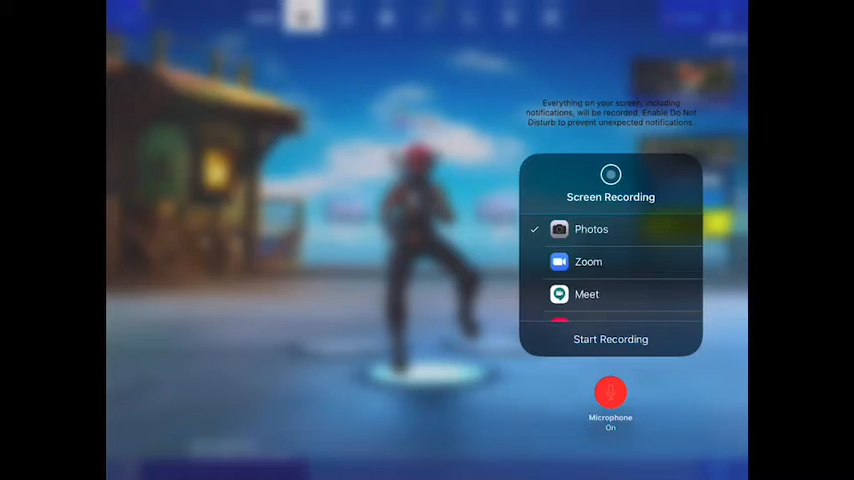 Everything on your screen, including
notifications, will be recorded. Enable Do Not
Disturb to prevent unexpected notifications.
Screen Recording
Photos
Zoom
Meet
Start Recording
Microphone
On